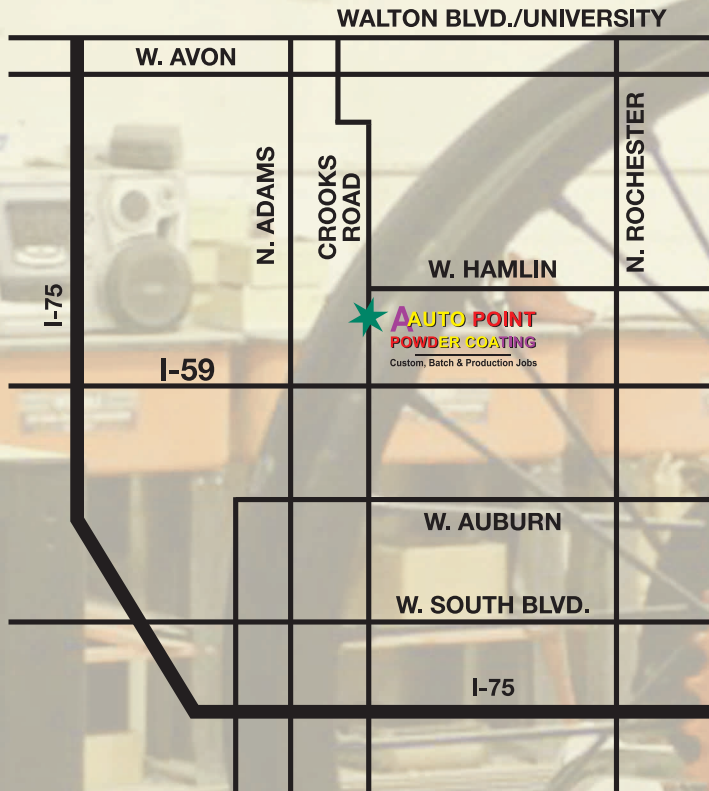 WALTON BLVD./UNIVERSITY
W. AVON
N. ADAMS
CROOKS
ROAD
N. ROCHESTER
W. HAMLIN
I-75
AAUTO POINT
POWDER COATING
Custom, Batch & Production Jobs
I-59
W. AUBURN
W. SOUTH BLVD.
I-75